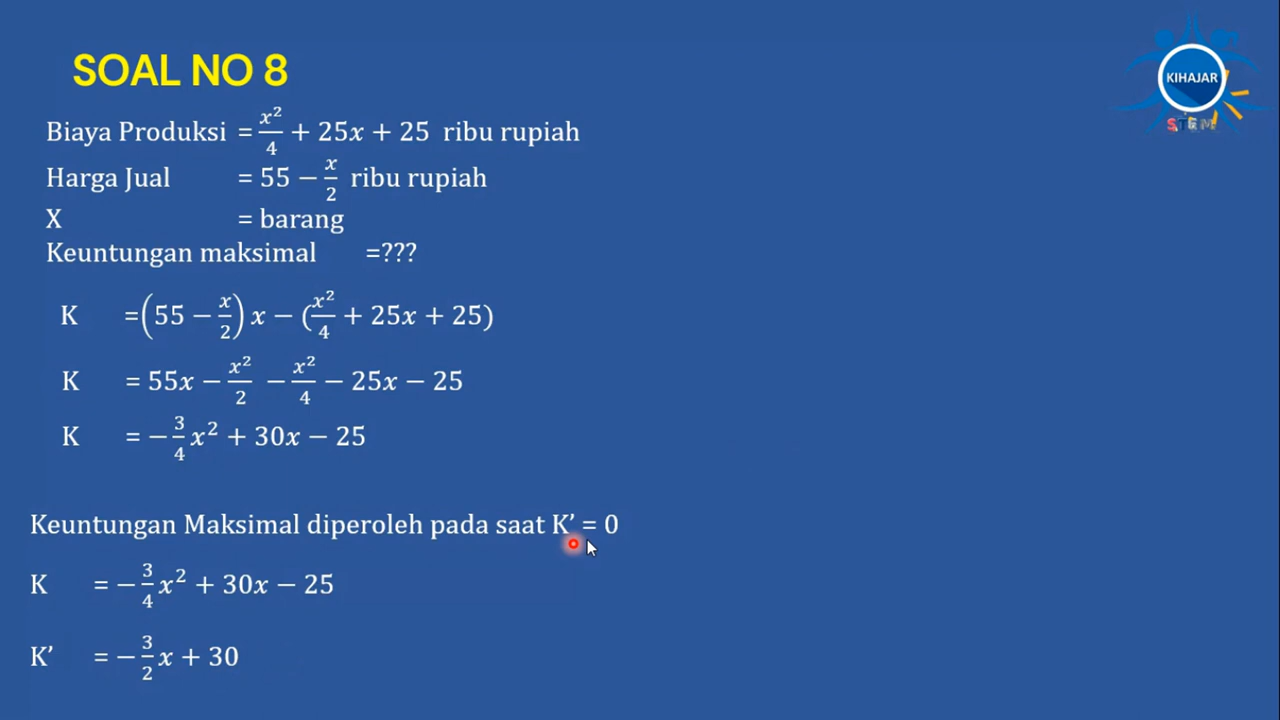 SOAL NO 8
KIHAJAR
STEM
Biaya Produksi = x²/4 + 25x + 25 ribu rupiah
Harga Jual = 55 − x/2 ribu rupiah
X = barang
Keuntungan maksimal =???
K =(55 − x/2) x − (x²/4 + 25x + 25)
K = 55x − x²/2 − x²/4 − 25x − 25
K = −3/4 x² + 30x − 25
Keuntungan Maksimal diperoleh pada saat K’ = 0
K = −3/4 x² + 30x − 25
K’ = −3/2 x + 30